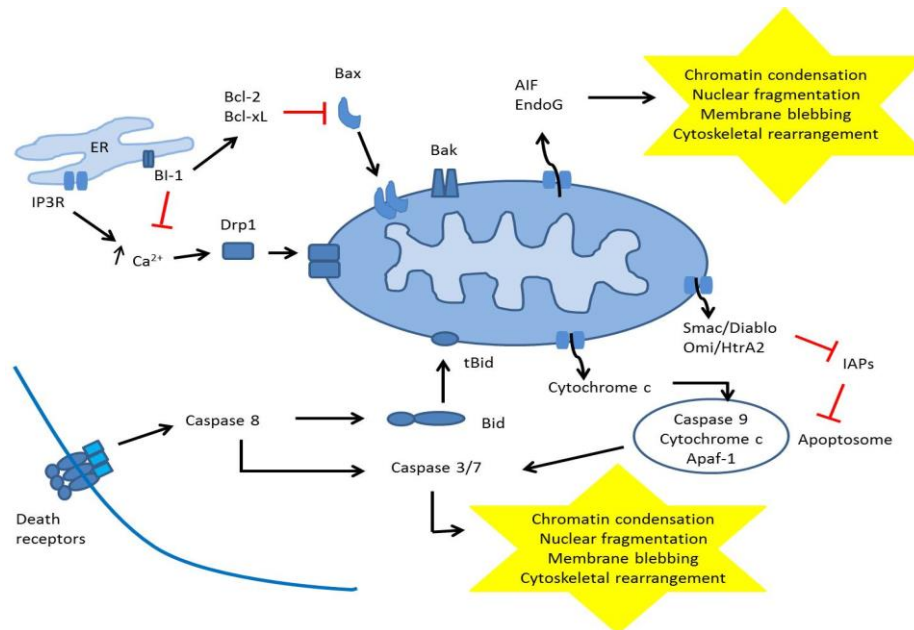 Bax
Bcl-2
Bcl-xL
AIF
EndoG
Chromatin condensation
Nuclear fragmentation
Membrane blebbing
Cytoskeletal rearrangement
ER
Bak
BI-1
IP3R
Drp1
Ca²⁺
Smac/Diablo
Omi/HtrA2
IAPs
tBid
Cytochrome c
Caspase 8
Bid
Caspase 9
Cytochrome c
Apaf-1
Apoptosome
Caspase 3/7
Death
receptors
Chromatin condensation
Nuclear fragmentation
Membrane blebbing
Cytoskeletal rearrangement